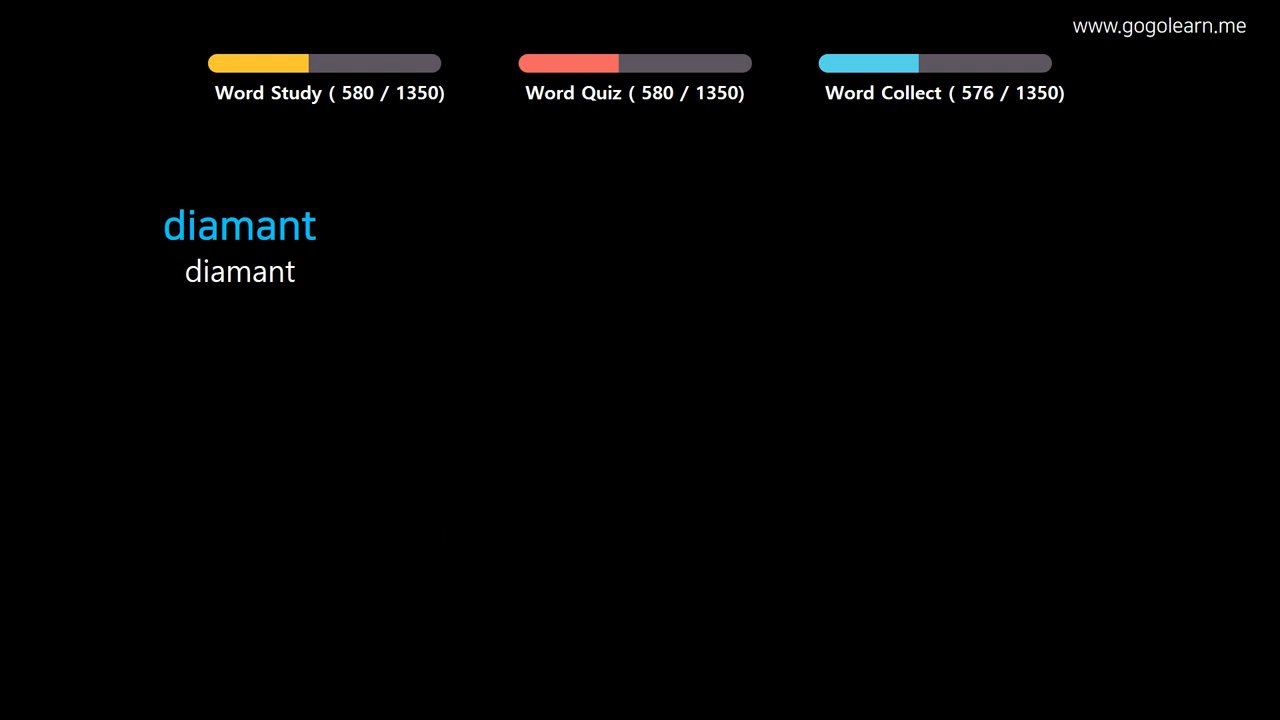 www.gogolearn.me
Word Study ( 580 / 1350)
Word Quiz ( 580 / 1350)
Word Collect ( 576 / 1350)
diamant
diamant